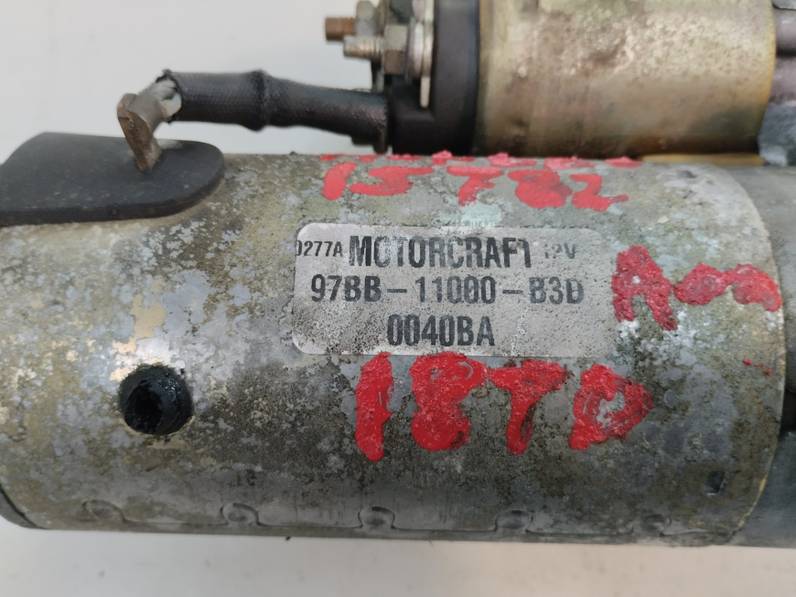 15782
0277A MOTORCRAFT 12V
97BB-11000-B3D
0040BA
18TD